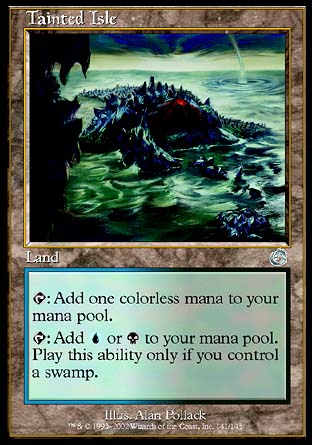 Tainted Isle
Land
: Add one colorless mana to your
mana pool.
: Add or to your mana pool.
Play this ability only if you control
a swamp.
Illus. Alan Pollack
™ & © 1993–2002 Wizards of the Coast, Inc. 141/143